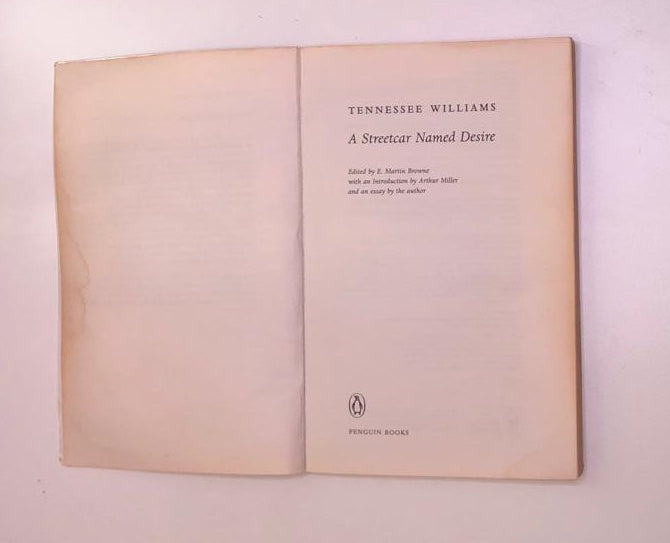 TENNESSEE WILLIAMS
A Streetcar Named Desire
Edited by E. Martin Browne
with an Introduction by Arthur Miller
and an essay by the author
PENGUIN BOOKS